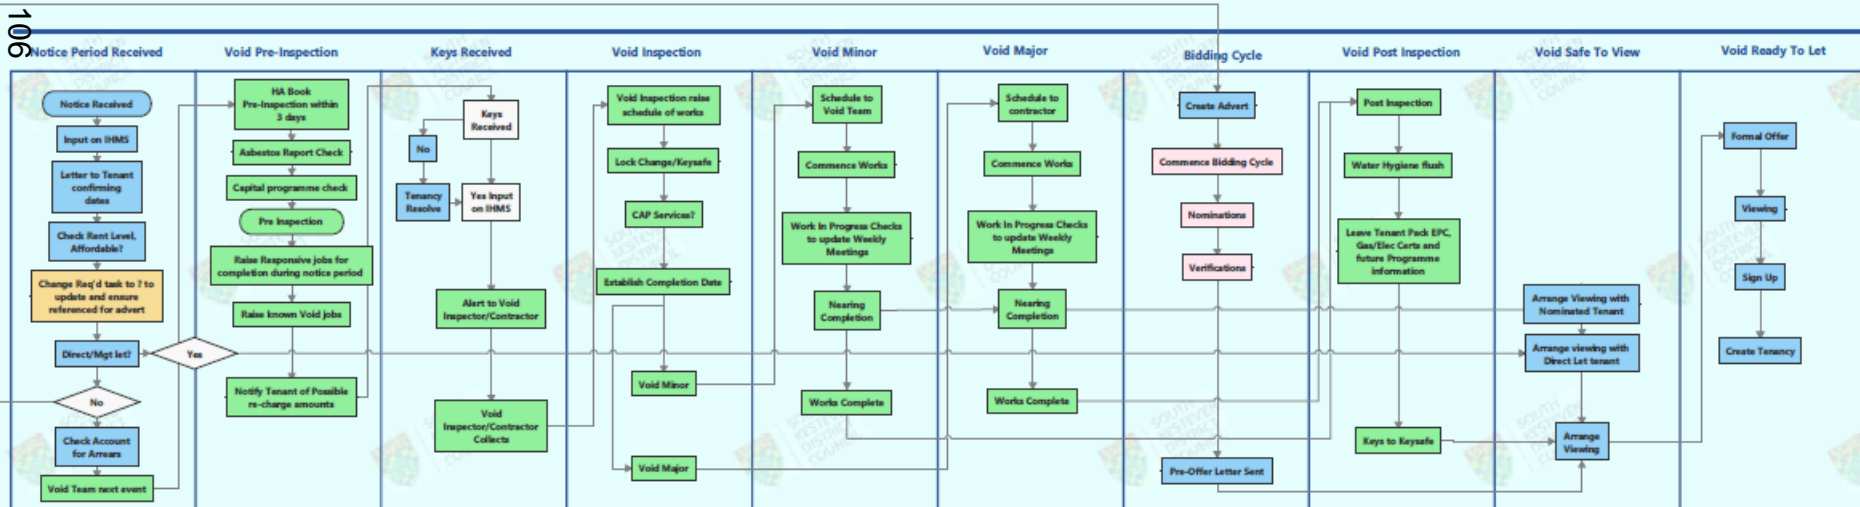 106
Notice Period Received
Notice Received
Input on IHMS
Letter to Tenant
confirming
dates
Check Rent Level,
Affordable?
Change Req'd task to ? to
update and ensure
referenced for advert
Direct/Mgt let?
Yes
No
Check Account
for Arrears
Void Team next event
Void Pre-Inspection
HA Book
Pre-Inspection within
3 days
Asbestos Report Check
Capital programme check
Pre Inspection
Raise Responsive jobs for
completion during notice period
Raise known Void jobs
Notify Tenant of Possible
re-charge amounts
Keys Received
Keys
Received
No
Tenancy
Resolve
Yes Input
on IHMS
Alert to Void
Inspector/Contractor
Void
Inspector/Contractor
Collects
Void Inspection
Void Inspection raise
schedule of works
Lock Change/Keysafe
CAP Services?
Establish Completion Date
Void Minor
Void Major
Void Minor
Schedule to
Void Team
Commence Works
Work In Progress Checks
to update Weekly
Meetings
Nearing
Completion
Works Complete
Void Major
Schedule to
contractor
Commence Works
Work In Progress Checks
to update Weekly
Meetings
Nearing
Completion
Works Complete
Bidding Cycle
Create Advert
Commence Bidding Cycle
Nominations
Verifications
Pre-Offer Letter Sent
Void Post Inspection
Post Inspection
Water Hygiene flush
Leave Tenant Pack EPC,
Gas/Elec Certs and
future Programme
information
Keys to Keysafe
Void Safe To View
Arrange Viewing with
Nominated Tenant
Arrange viewing with
Direct Let tenant
Arrange
Viewing
Void Ready To Let
Formal Offer
Viewing
Sign Up
Create Tenancy